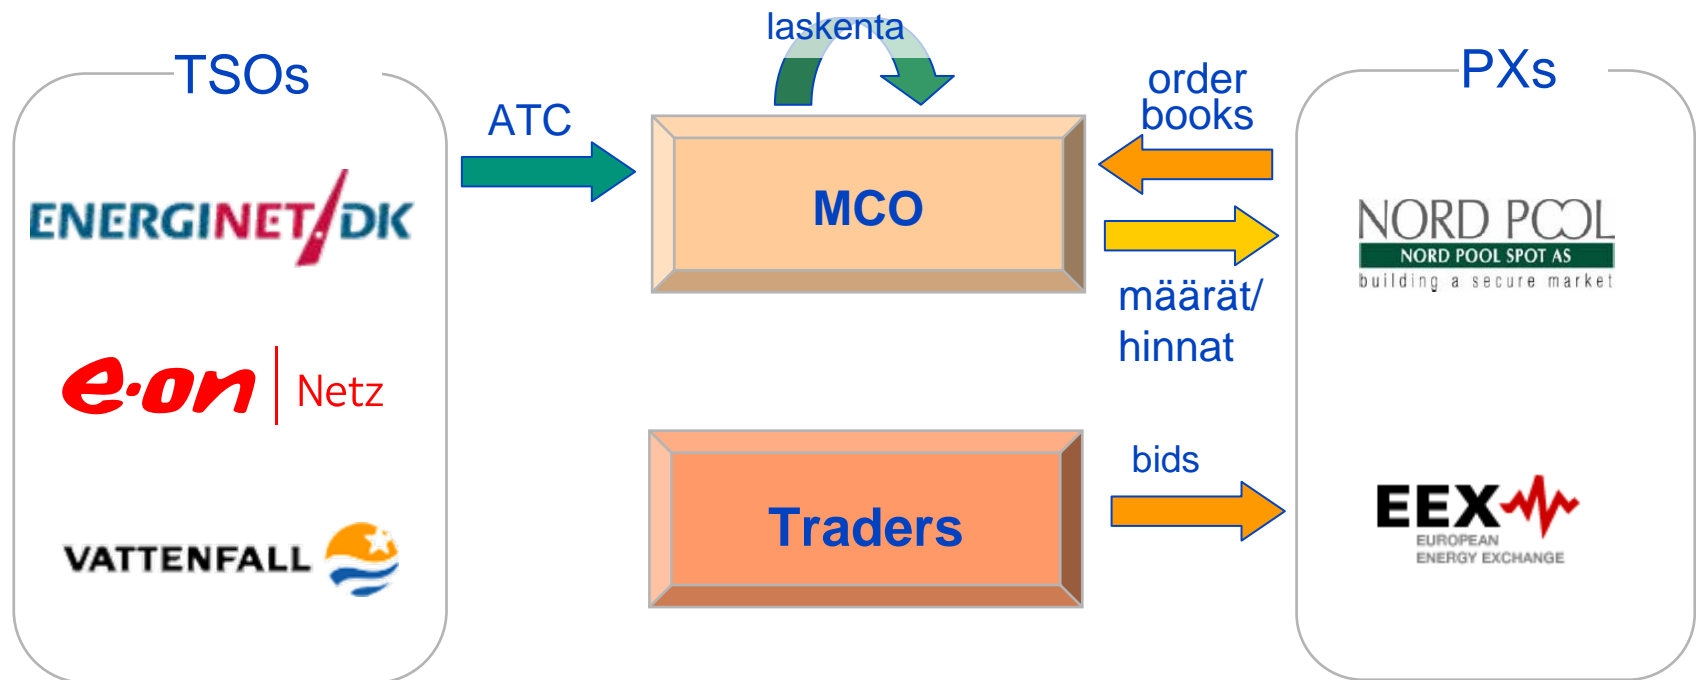 laskenta
TSOs
PXs
ATC
order
books
MCO
ENERGINET/DK
NORD POOL
NORD POOL SPOT AS
building a secure market
määrät/
hinnat
e·on | Netz
Traders
bids
VATTENFALL
EEX
EUROPEAN
ENERGY EXCHANGE